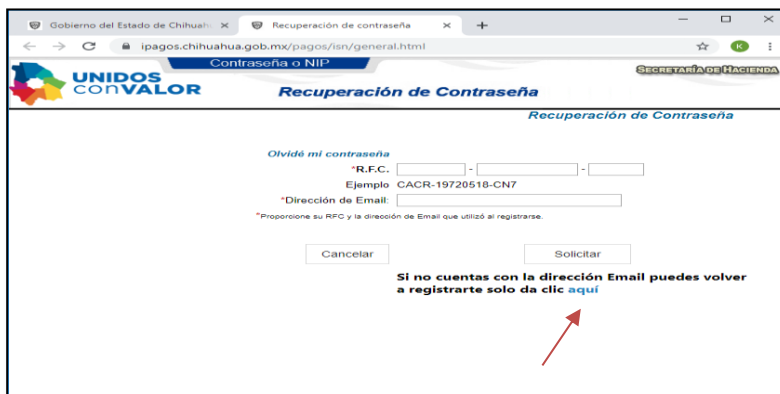 Gobierno del Estado de Chihuah
Recuperación de contraseña
ipagos.chihuahua.gob.mx/pagos/isn/general.html
K
Contraseña o NIP
SECRETARÍA DE HACIENDA
UNIDOS
conVALOR
Recuperación de Contraseña
Recuperación de Contraseña
Olvidé mi contraseña
*R.F.C. - -
Ejemplo CACR-19720518-CN7
*Dirección de Email:
*Proporcione su RFC y la dirección de Email que utilizó al registrarse.
Cancelar Solicitar
Si no cuentas con la dirección Email puedes volver
a registrarte solo da clic aquí